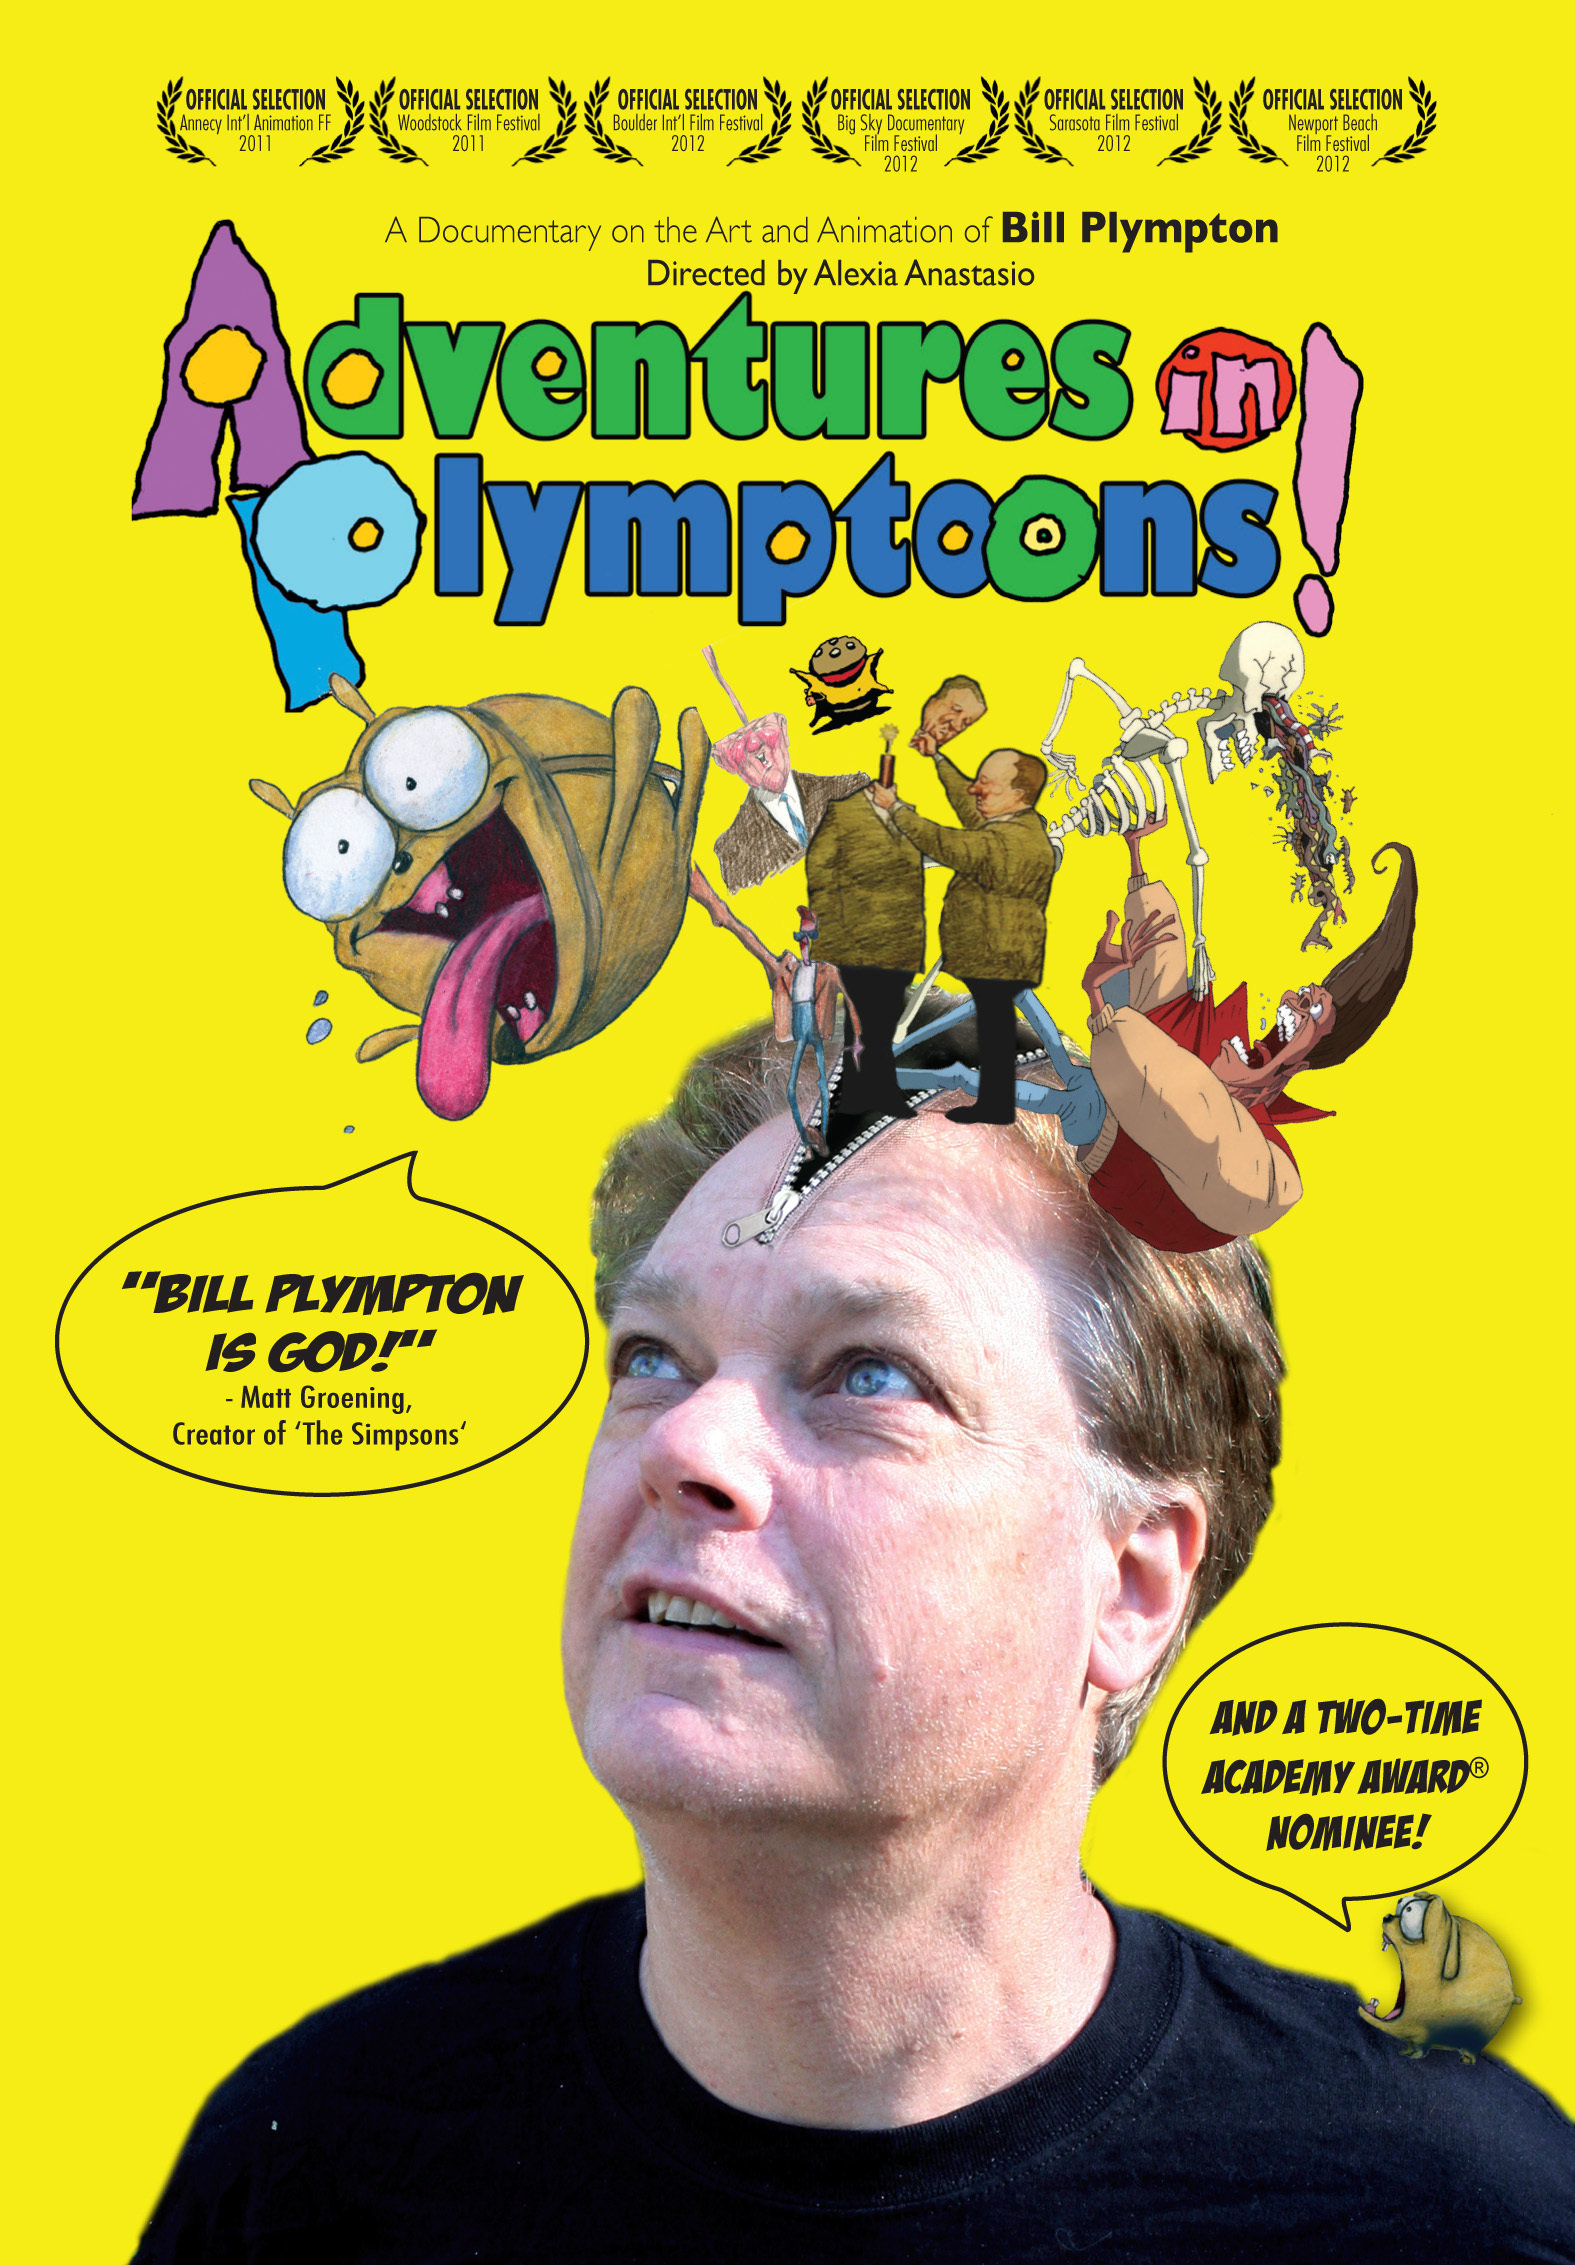 OFFICIAL SELECTION
Annecy Int'l Animation FF
2011
OFFICIAL SELECTION
Woodstock Film Festival
2011
OFFICIAL SELECTION
Boulder Int'l Film Festival
2012
OFFICIAL SELECTION
Big Sky Documentary
Film Festival
2012
OFFICIAL SELECTION
Sarasota Film Festival
2012
OFFICIAL SELECTION
Newport Beach
Film Festival
2012
A Documentary on the Art and Animation of Bill Plympton
Directed by Alexia Anastasio
Adventures in
Plymptoons!
"BILL PLYMPTON
IS GOD!"
- Matt Groening,
Creator of ‘The Simpsons‘
AND A TWO-TIME
ACADEMY AWARD®
NOMINEE!